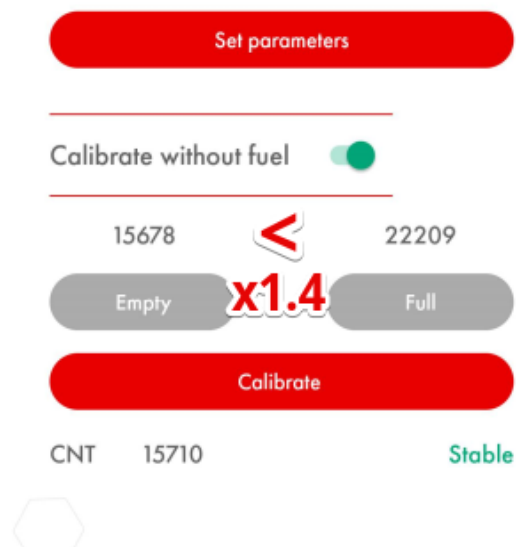 Set parameters
Calibrate without fuel
15678 < 22209
Empty x1.4 Full
Calibrate
CNT 15710 Stable